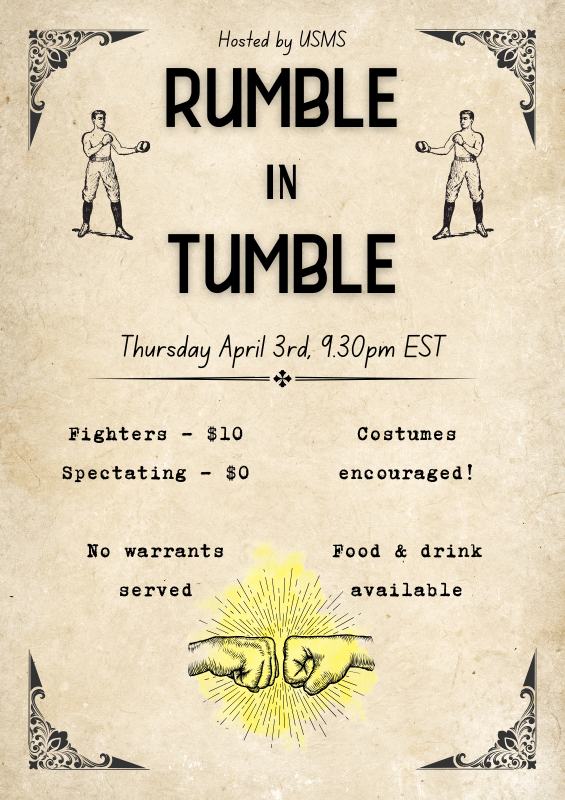 Hosted by USMS
RUMBLE
IN
TUMBLE
Thursday April 3rd, 9.30pm EST
Fighters - $10
Spectating - $0
Costumes
encouraged!
No warrants
served
Food & drink
available